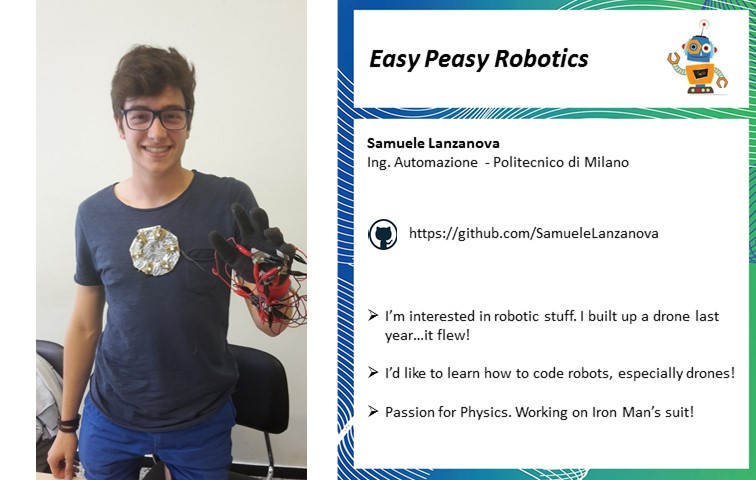 Easy Peasy Robotics
Samuele Lanzanova
Ing. Automazione - Politecnico di Milano
https://github.com/SamueleLanzanova
➢ I'm interested in robotic stuff. I built up a drone last
year...it flew!
➢ I'd like to learn how to code robots, especially drones!
➢ Passion for Physics. Working on Iron Man's suit!